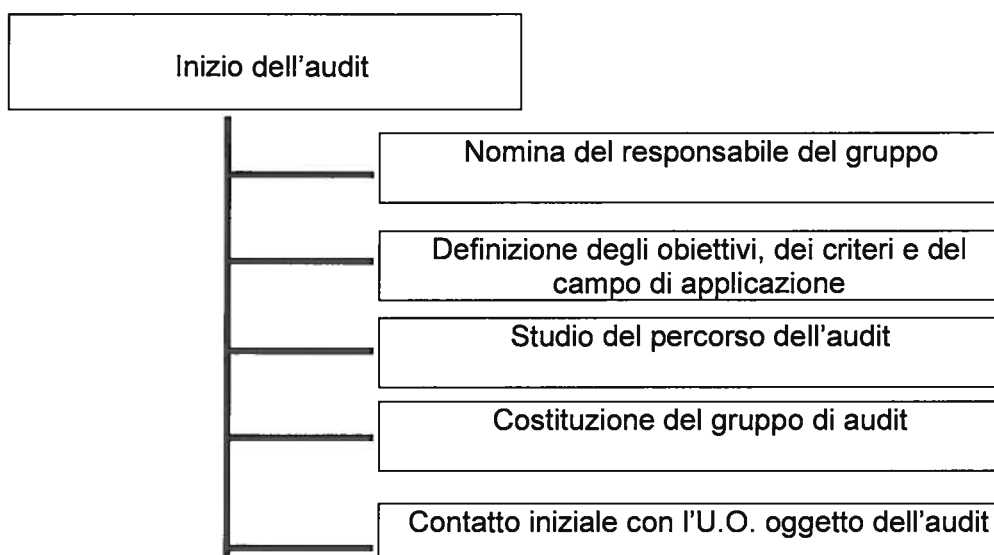 Inizio dell'audit
Nomina del responsabile del gruppo
Definizione degli obiettivi, dei criteri e del
campo di applicazione
Studio del percorso dell'audit
Costituzione del gruppo di audit
Contatto iniziale con l'U.O. oggetto dell'audit